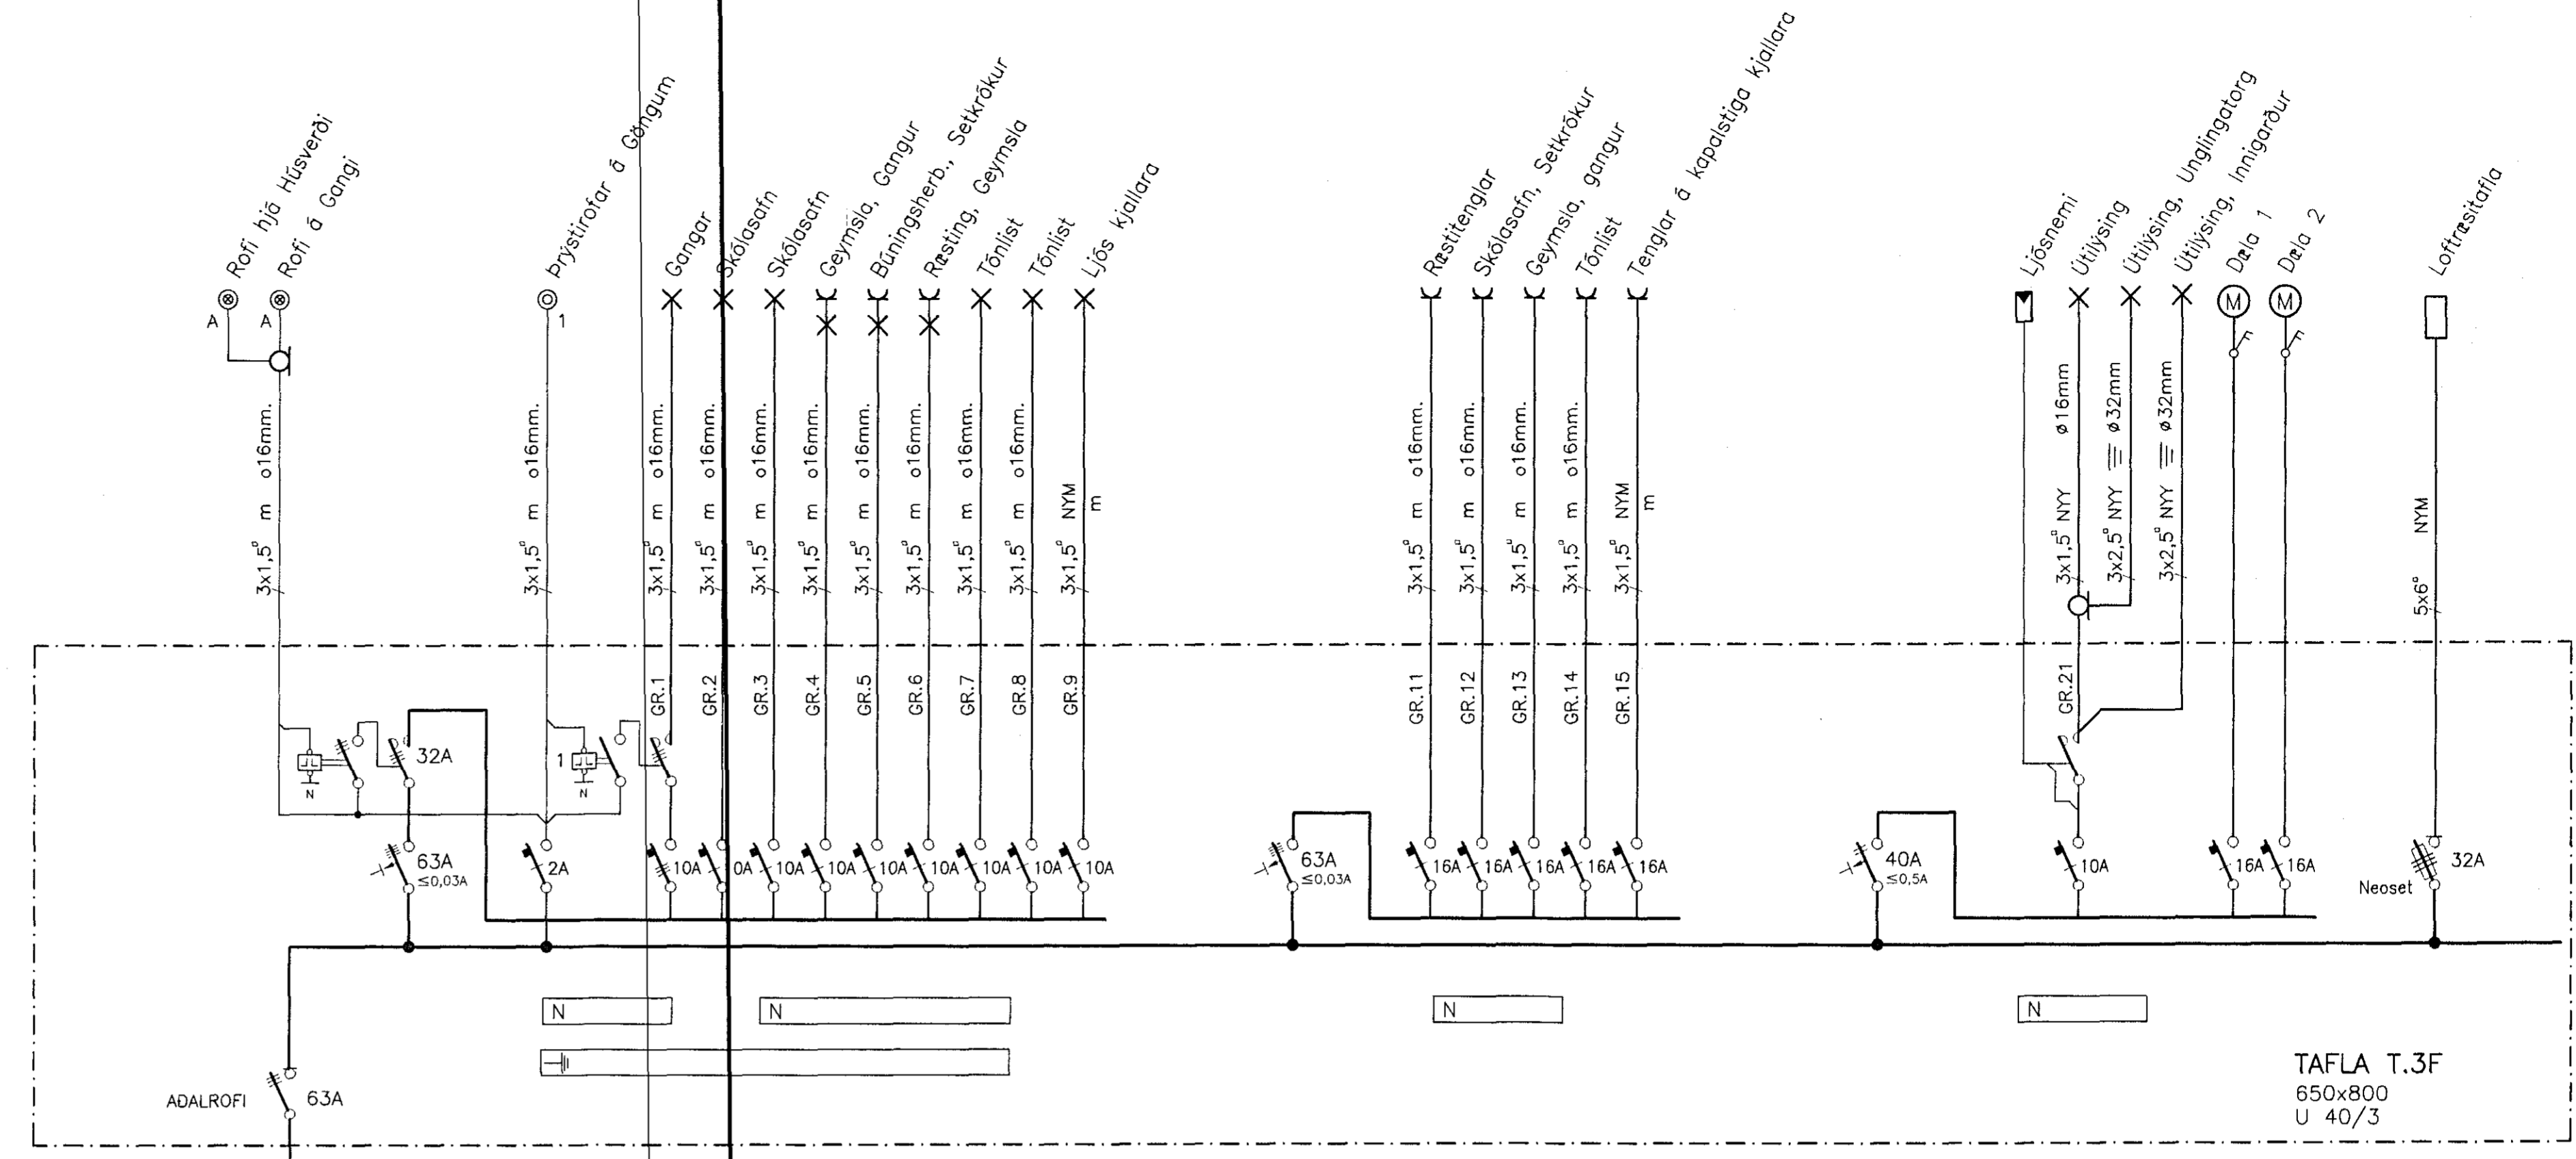 Rofi hjá Húsverði
Rofi á Gangi
Þrýstirofar á Göngum
Gangar
Skólasafn
Skólasafn
Geymsla, Gangur
Búningsherb., Setkrókur
Ræsting, Geymsla
Tónlist
Tónlist
Ljós kjallara
Ræstitenglar
Skólasafn, Setkrókur
Geymsla, gangur
Tónlist
Tenglar á kapalstiga kjallara
Ljósnemi
Útilýsing
Útilýsing, Unglingatorg
Útilýsing, Innigarður
Dæla 1
Dæla 2
Loftræsitafla
A
A
1
M
M
3x1,5▫ m o16mm.
3x1,5▫ m o16mm.
3x1,5▫ m o16mm.
3x1,5▫ m o16mm.
3x1,5▫ m o16mm.
3x1,5▫ m o16mm.
3x1,5▫ m o16mm.
3x1,5▫ m o16mm.
3x1,5▫ m o16mm.
3x1,5▫ m o16mm.
3x1,5▫ NYM
m
3x1,5▫ m o16mm.
3x1,5▫ m o16mm.
3x1,5▫ m o16mm.
3x1,5▫ m o16mm.
3x1,5▫ NYM
m
3x1,5▫ NYY ø16mm
3x2,5▫ NYY ø32mm
3x2,5▫ NYY ø32mm
5x6▫ NYM
GR.1
GR.2
GR.3
GR.4
GR.5
GR.6
GR.7
GR.8
GR.9
GR.11
GR.12
GR.13
GR.14
GR.15
GR.21
N
32A
1
N
63A
≤0,03A
2A
10A
0A
10A
10A
10A
10A
10A
10A
10A
63A
≤0,03A
16A
16A
16A
16A
16A
40A
≤0,5A
10A
16A
16A
Neoset
32A
N
N
N
N
AÐALROFI
63A
TAFLA T.3F
650x800
U 40/3